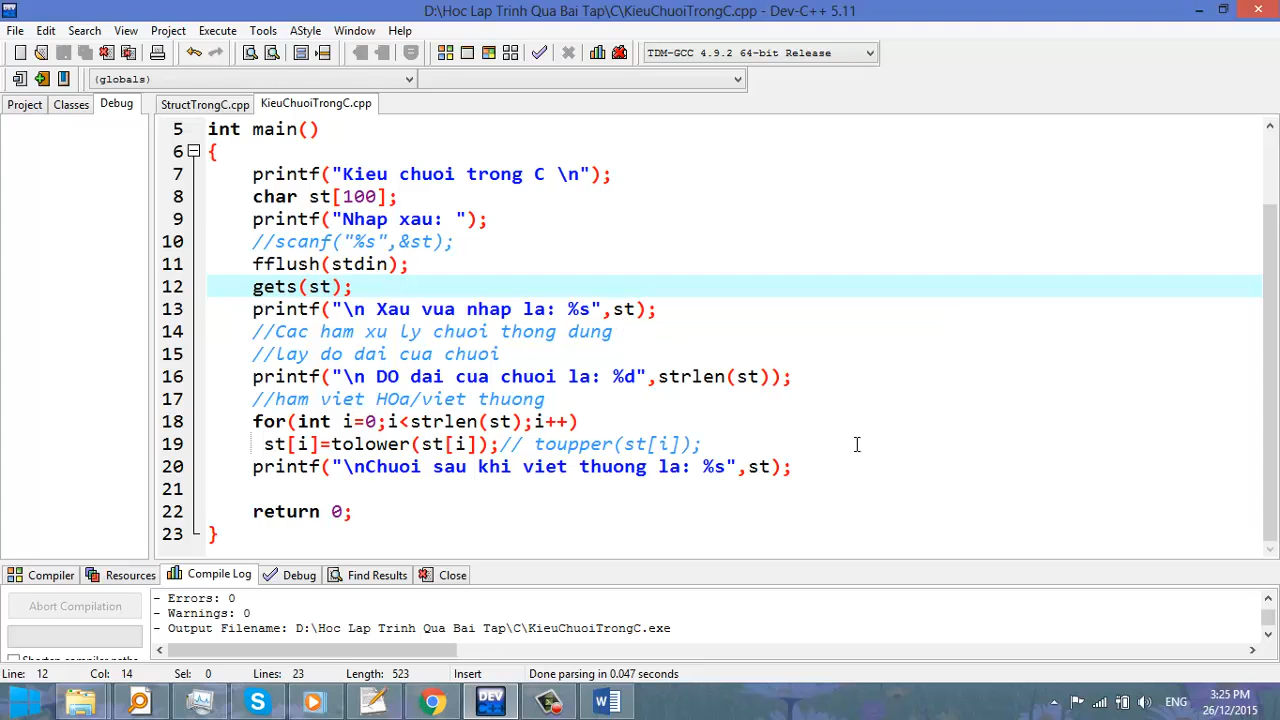 D:\Hoc Lap Trinh Qua Bai Tap\C\KieuChuoiTrongC.cpp - Dev-C++ 5.11
File Edit Search View Project Execute Tools AStyle Window Help
TDM-GCC 4.9.2 64-bit Release
(globals)
Project Classes Debug StructTrongC.cpp KieuChuoiTrongC.cpp
5 int main()
6 {
7 printf("Kieu chuoi trong C \n");
8 char st[100];
9 printf("Nhap xau: ");
10 //scanf("%s",&st);
11 fflush(stdin);
12 gets(st);
13 printf("\n Xau vua nhap la: %s",st);
14 //Cac ham xu ly chuoi thong dung
15 //lay do dai cua chuoi
16 printf("\n DO dai cua chuoi la: %d",strlen(st));
17 //ham viet HOa/viet thuong
18 for(int i=0;i<strlen(st);i++)
19 st[i]=tolower(st[i]);// toupper(st[i]);
20 printf("\nChuoi sau khi viet thuong la: %s",st);
21
22 return 0;
23 }
Compiler Resources Compile Log Debug Find Results Close
Abort Compilation
- Errors: 0
- Warnings: 0
- Output Filename: D:\Hoc Lap Trinh Qua Bai Tap\C\KieuChuoiTrongC.exe
Shorten compiler paths
Line: 12 Col: 14 Sel: 0 Lines: 23 Length: 523 Insert Done parsing in 0.047 seconds
DEV
ENG
3:25 PM
26/12/2015